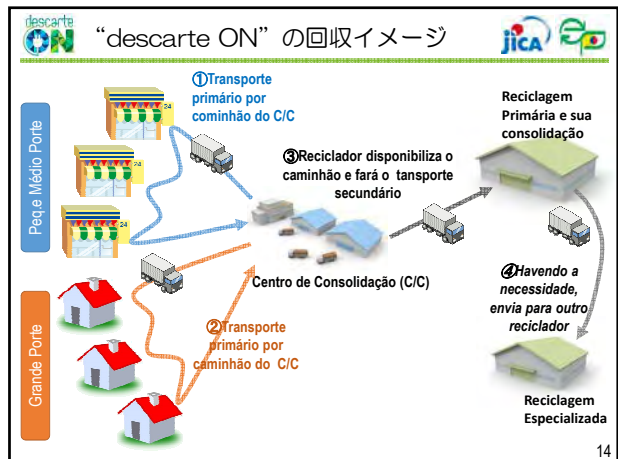 descarte
ON
“descarte ON”の回収イメージ
jica
①Transporte
primário por
cominhão do C/C
Reciclagem
Primária e sua
consolidação
24
24
24
Peq.e Médio Porte
③Reciclador disponibiliza o
caminhão e fará o tansporte
secundário
Centro de Consolidação (C/C)
④Havendo a
necessidade,
envia para outro
reciclador
Grande Porte
②Transporte
primário por
caminhão do C/C
Reciclagem
Especializada
14